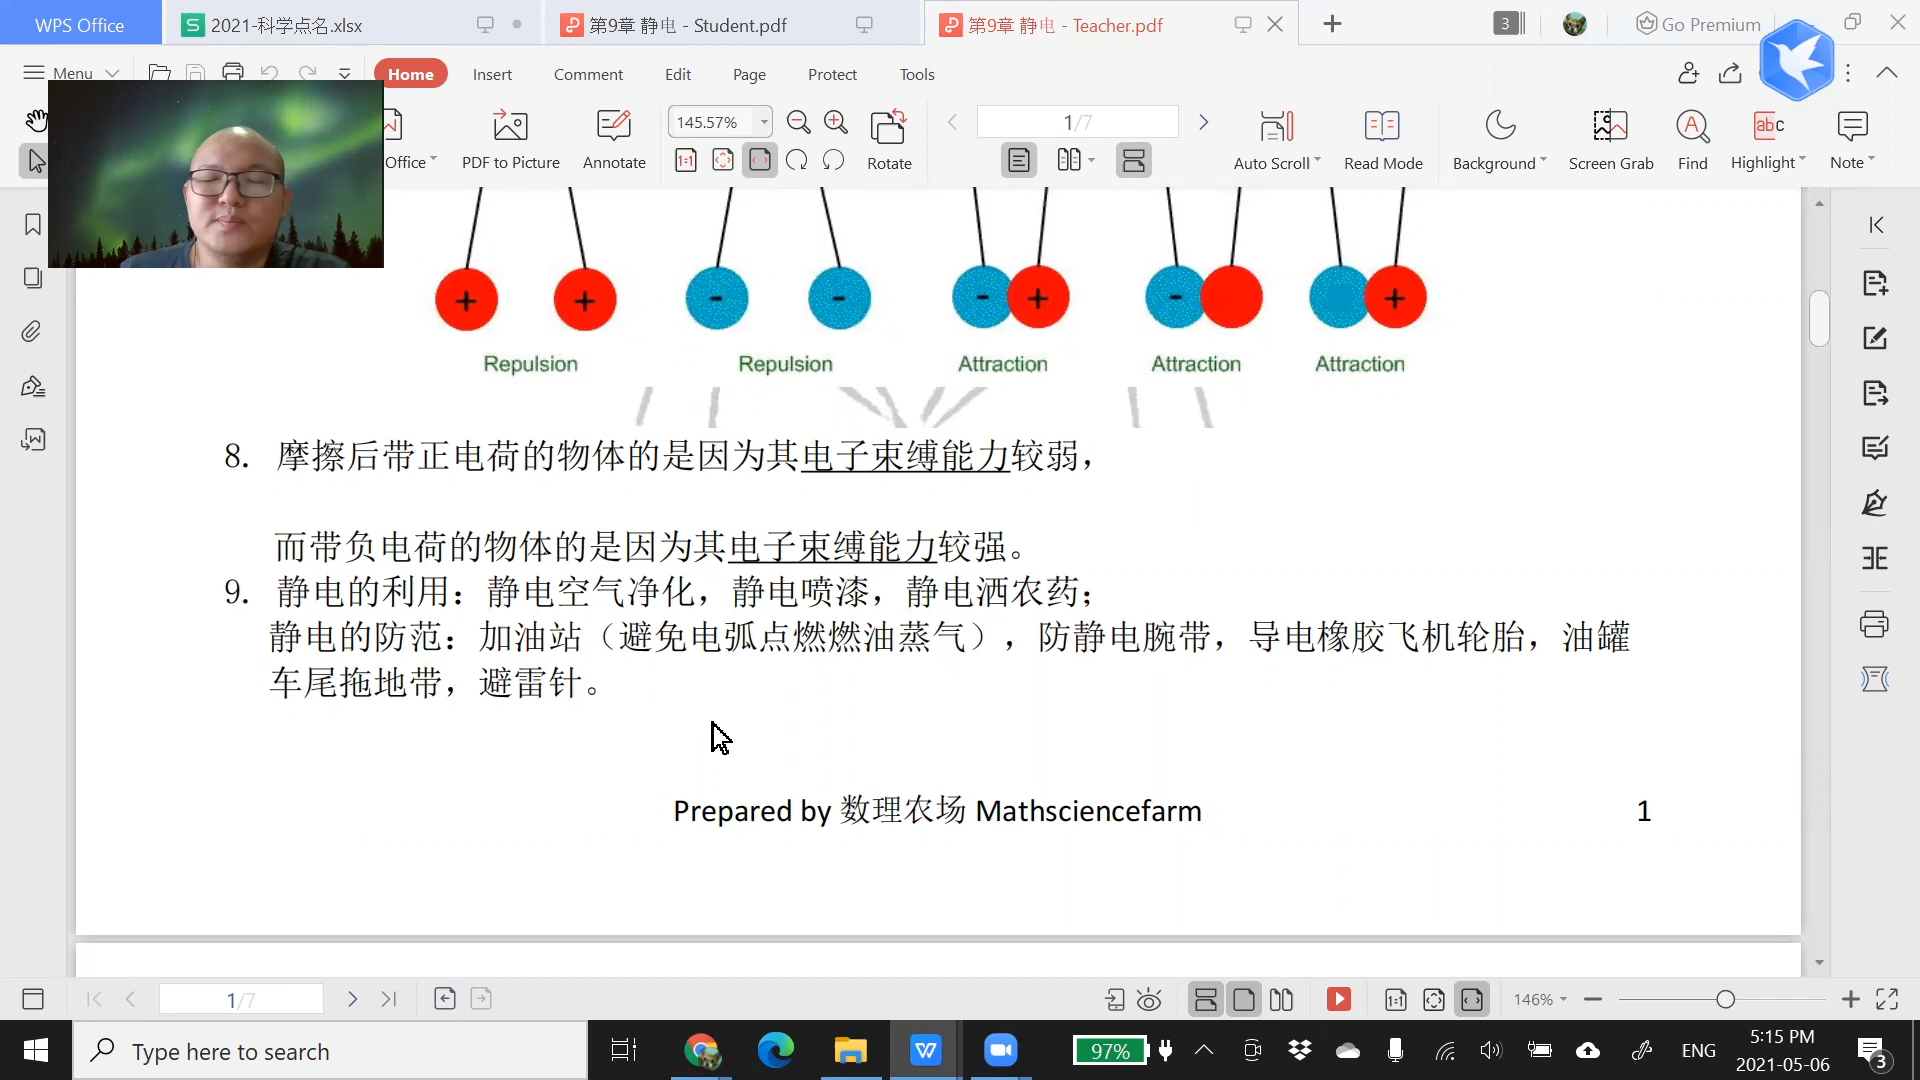 WPS Office
2021-科学点名.xlsx
第9章 静电 - Student.pdf
第9章 静电 - Teacher.pdf
3
Go Premium
Menu
Home
Insert
Comment
Edit
Page
Protect
Tools
Office
PDF to Picture
Annotate
145.57%
Rotate
1/7
Auto Scroll
Read Mode
Background
Screen Grab
Find
Highlight
Note
+ + - - - + - +
Repulsion Repulsion Attraction Attraction Attraction
8. 摩擦后带正电荷的物体的是因为其电子束缚能力较弱，
而带负电荷的物体的是因为其电子束缚能力较强。
9. 静电的利用：静电空气净化，静电喷漆，静电洒农药；
静电的防范：加油站（避免电弧点燃燃油蒸气），防静电腕带，导电橡胶飞机轮胎，油罐
车尾拖地带，避雷针。
Prepared by 数理农场 Mathsciencefarm
1
1/7
146%
Type here to search
97%
ENG
5:15 PM
2021-05-06
3